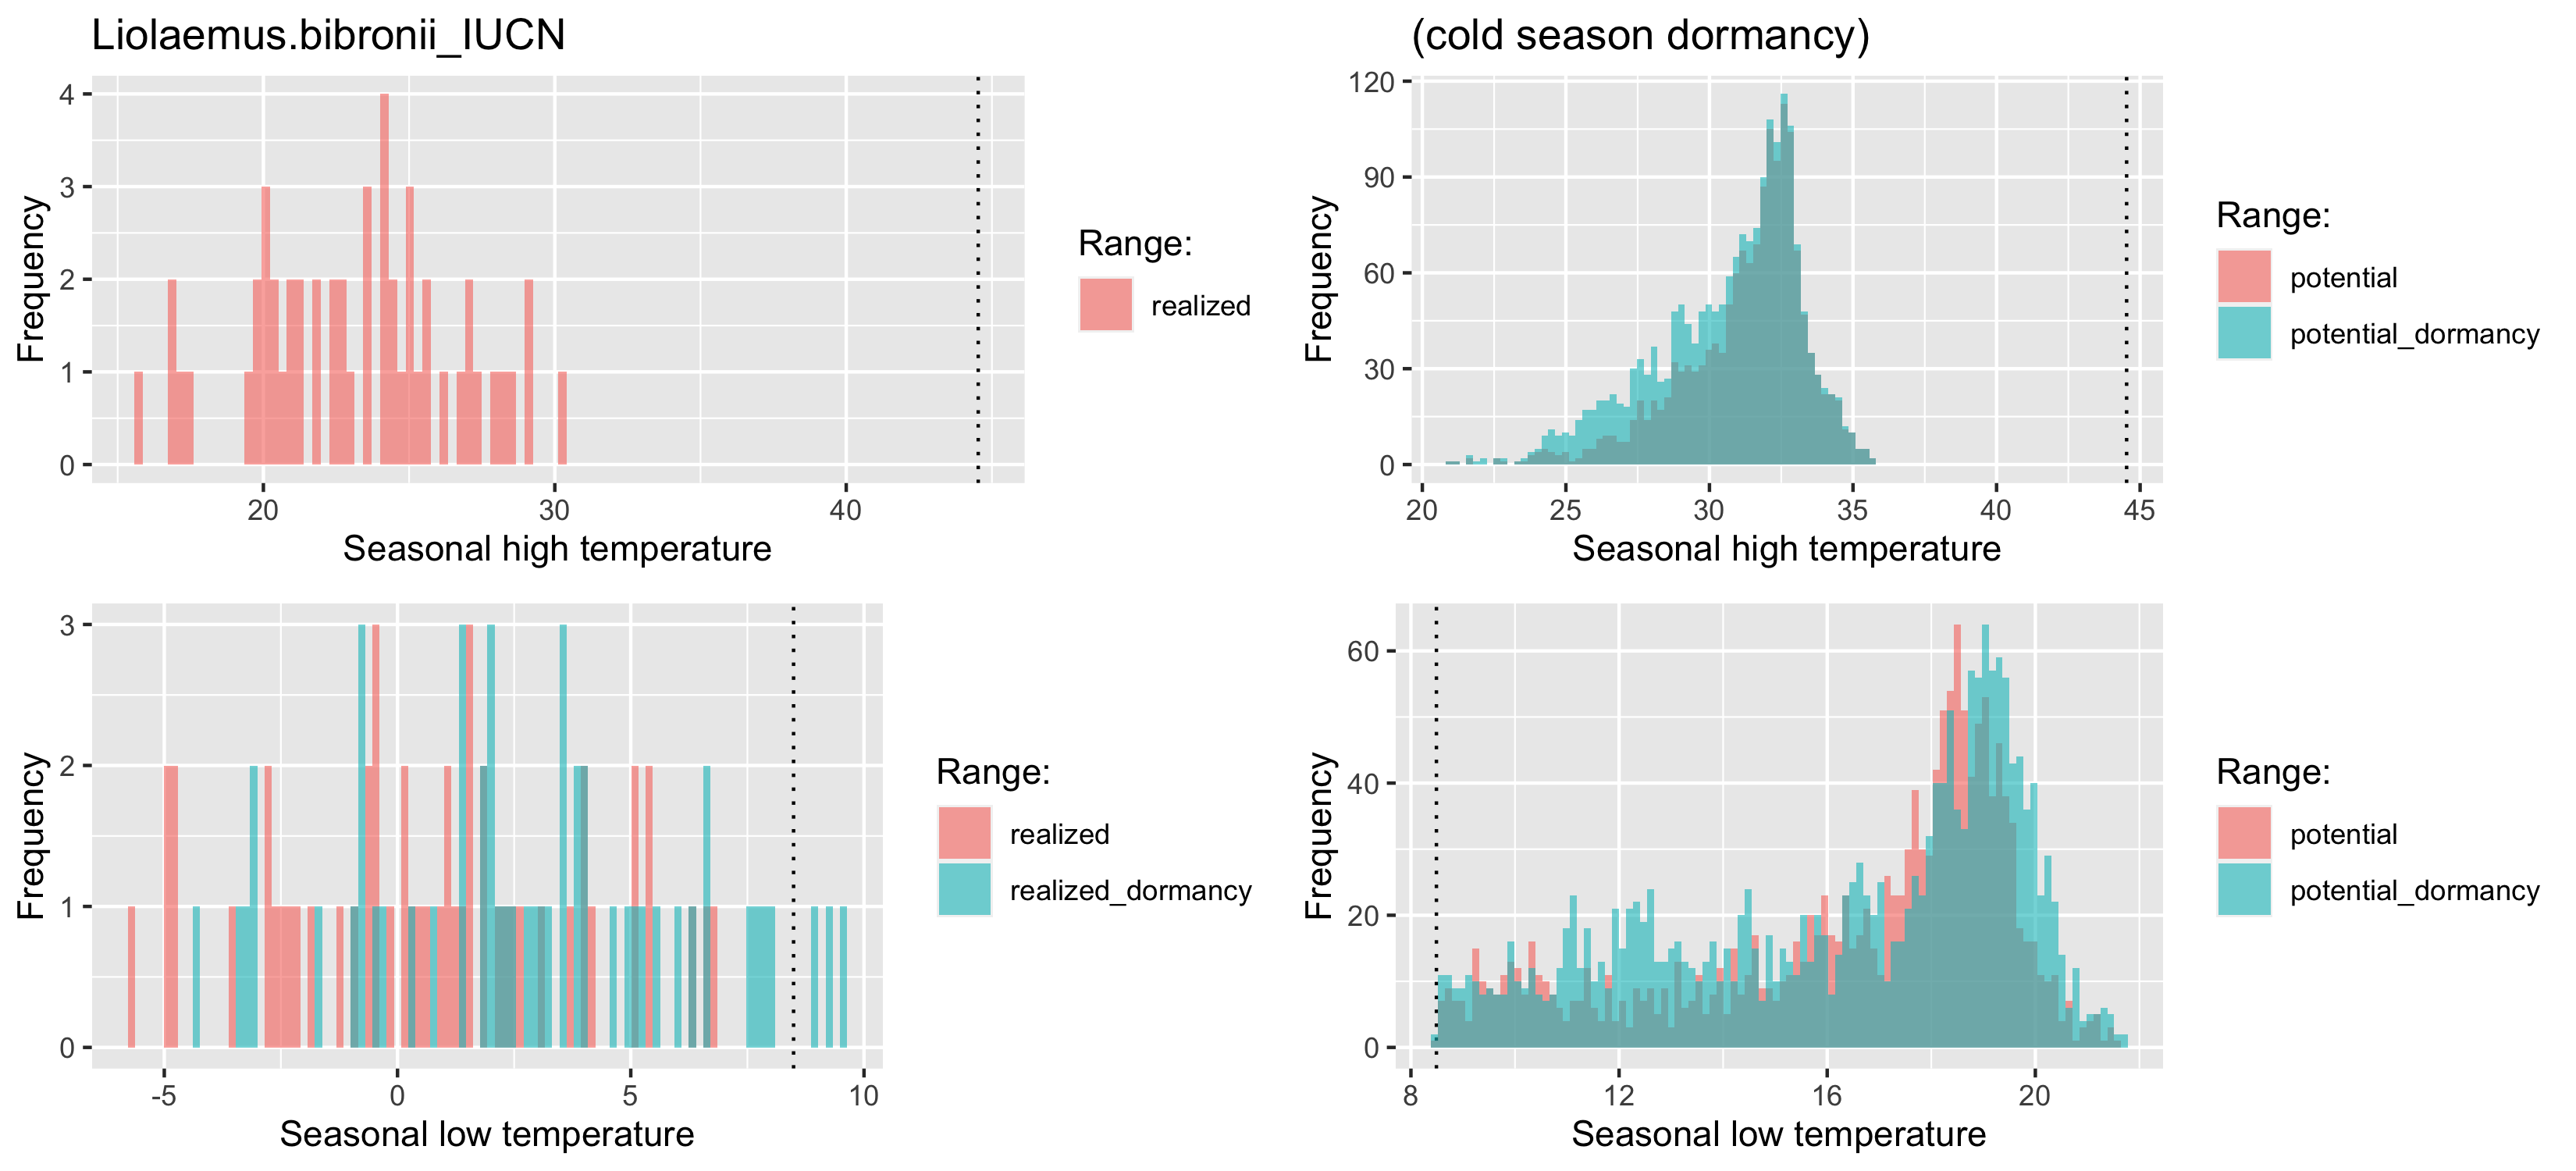 Liolaemus.bibronii_IUCN
(cold season dormancy)
Frequency
4
3
2
1
0
20
30
40
Seasonal high temperature
Range:
realized
Frequency
120
90
60
30
0
20
25
30
35
40
45
Seasonal high temperature
Range:
potential
potential_dormancy
Frequency
3
2
1
0
-5
0
5
10
Seasonal low temperature
Range:
realized
realized_dormancy
Frequency
60
40
20
0
8
12
16
20
Seasonal low temperature
Range:
potential
potential_dormancy